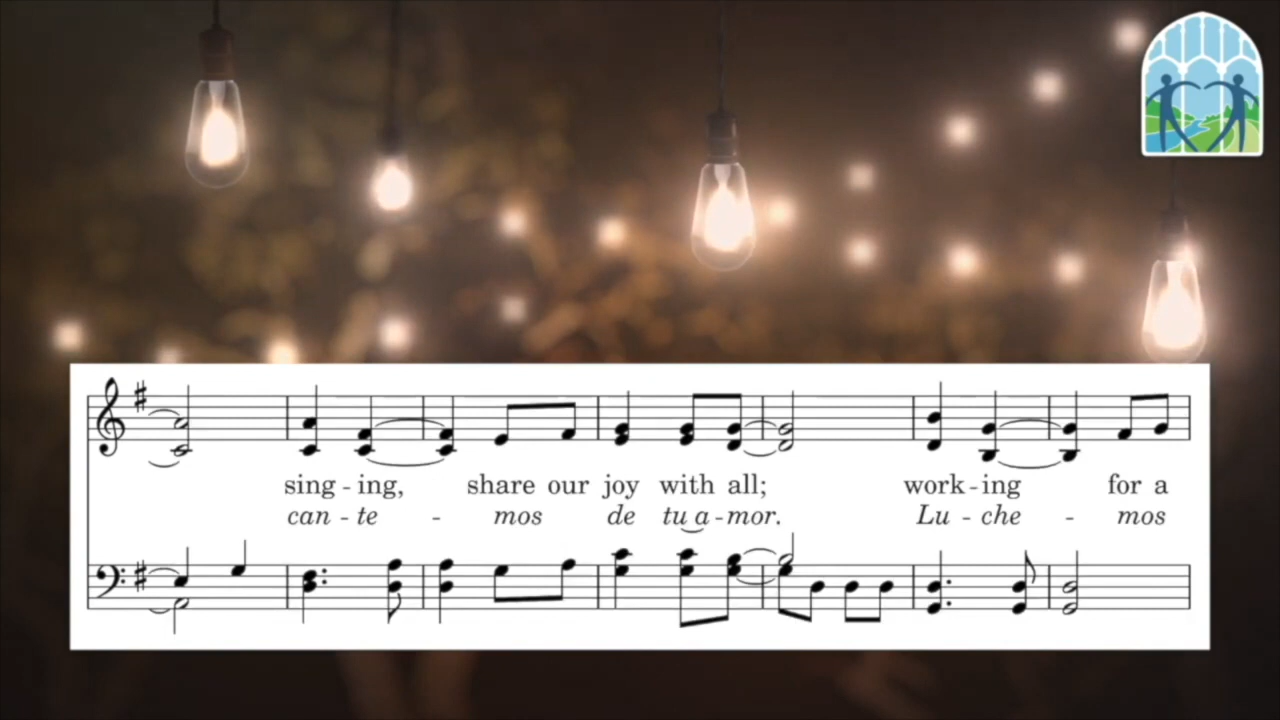 sing - ing, share our joy with all; work - ing for a
can - te - mos de tu a - mor. Lu - che - mos